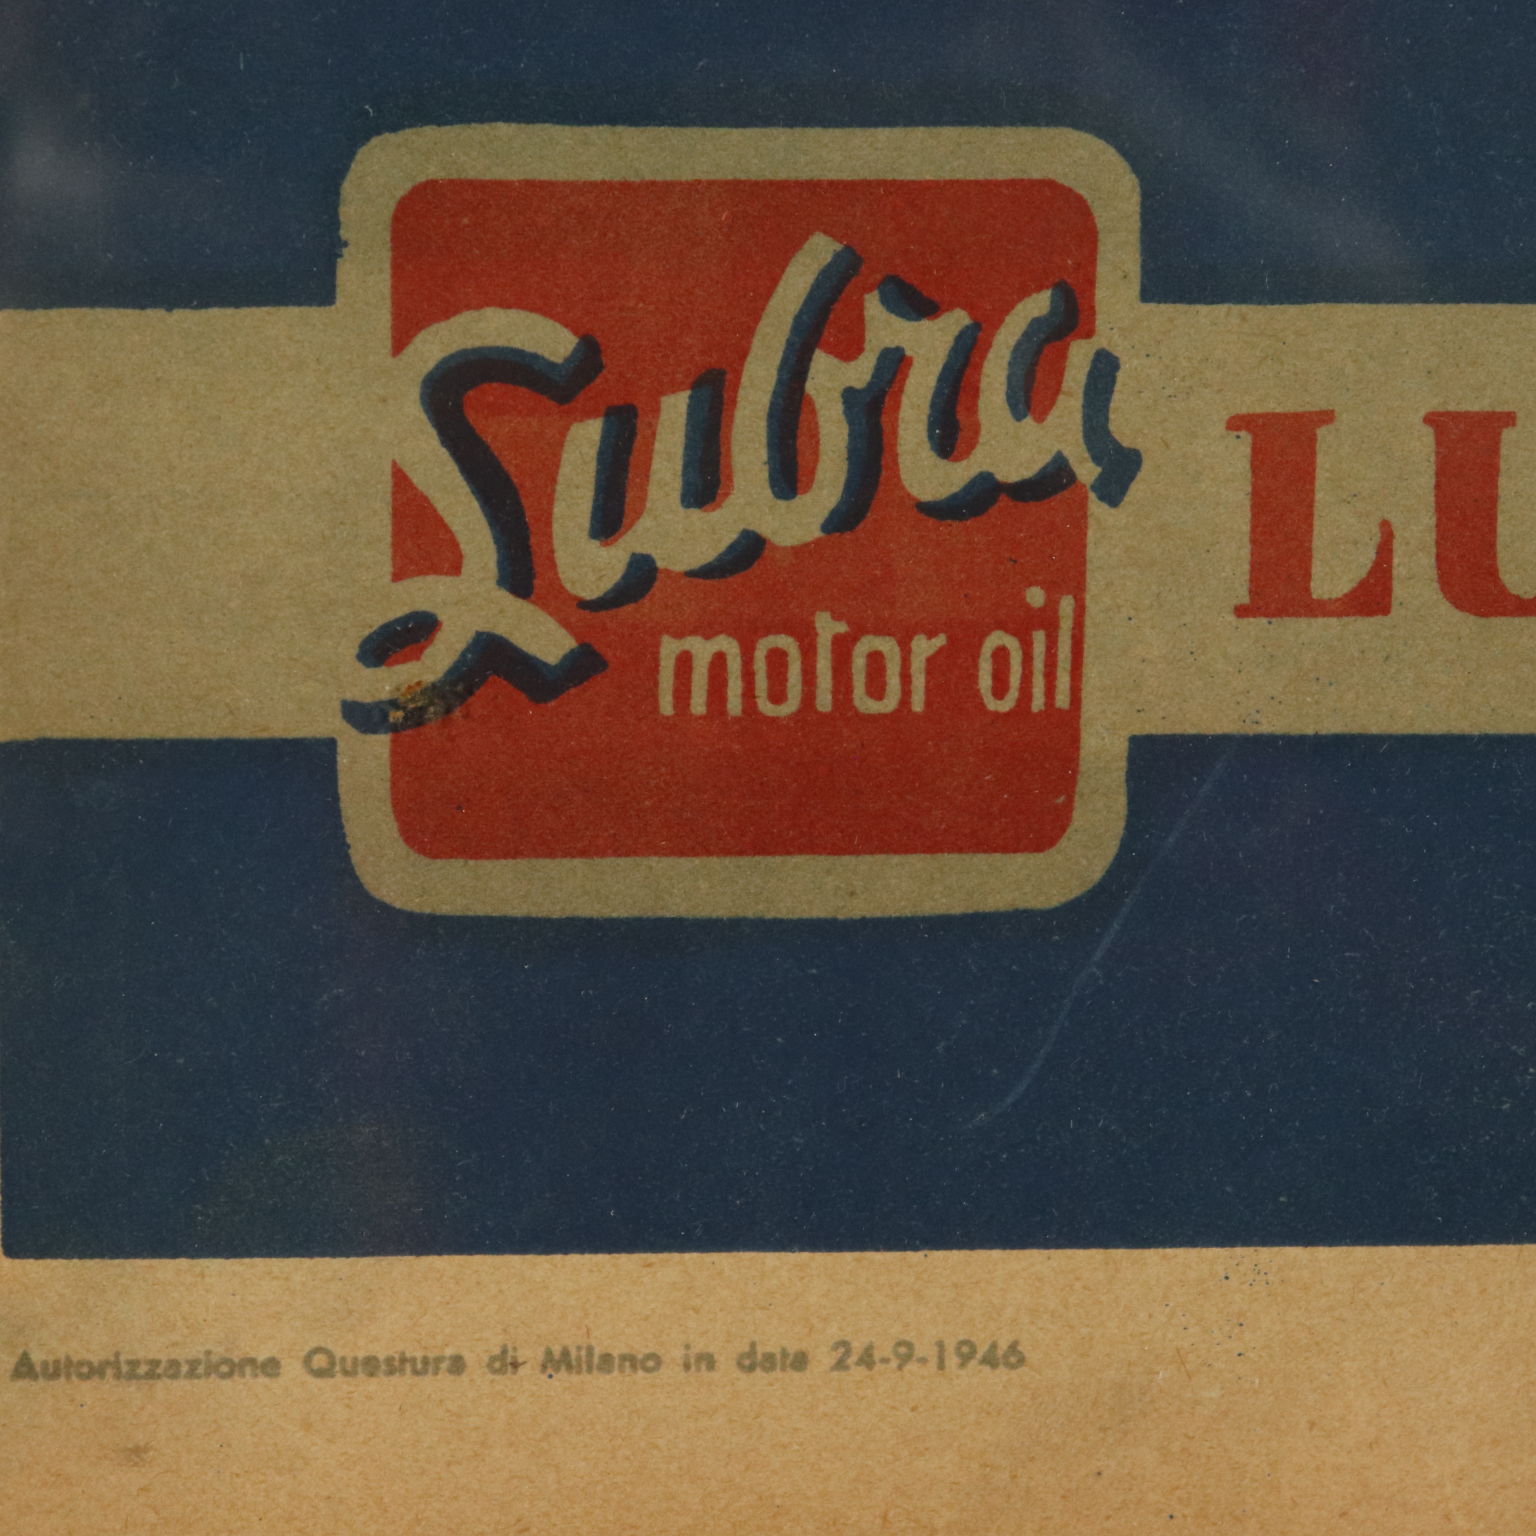 Lubra
motor oil
LU
Autorizzazione Questura di Milano in data 24-9-1946